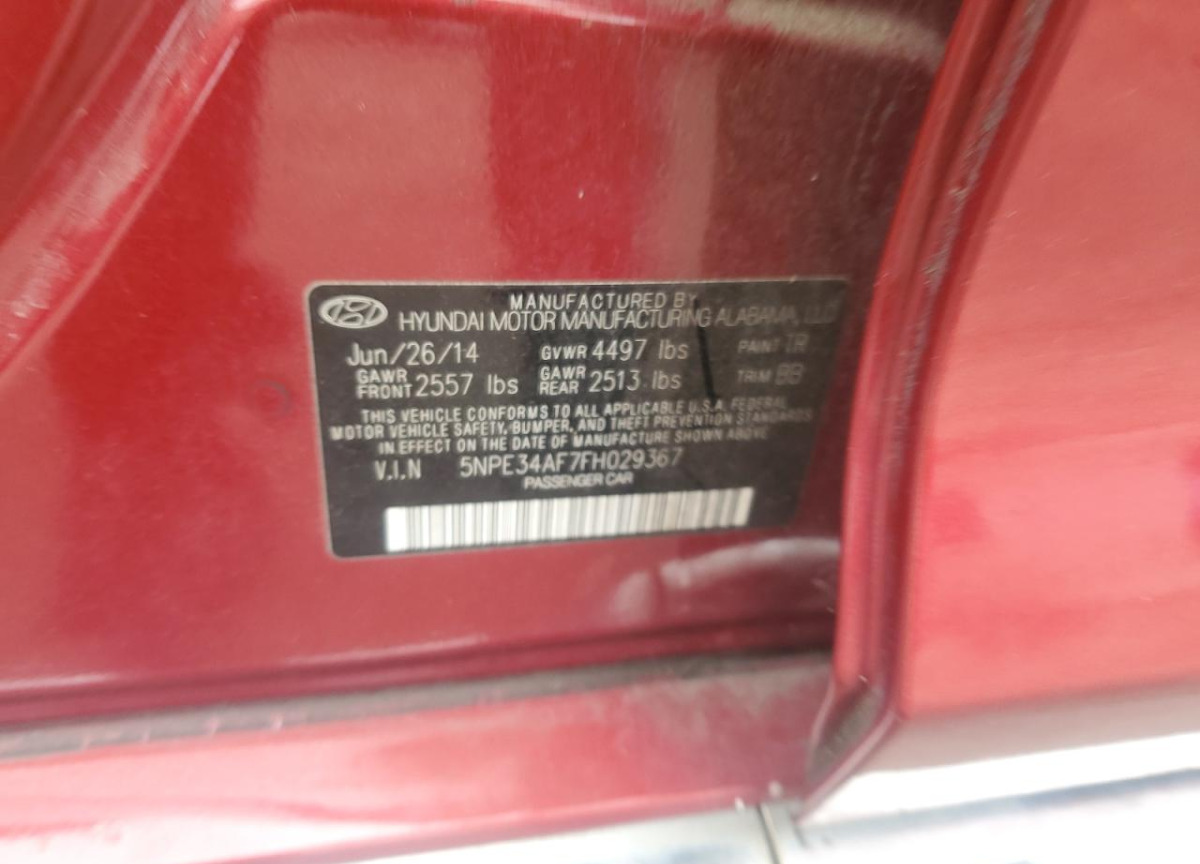 MANUFACTURED BY
HYUNDAI MOTOR MANUFACTURING ALABAMA, LLC
Jun/26/14 GVWR 4497 lbs PAINT TR
GAWR FRONT 2557 lbs GAWR REAR 2513 lbs TRIM BB
THIS VEHICLE CONFORMS TO ALL APPLICABLE U.S.A. FEDERAL
MOTOR VEHICLE SAFETY, BUMPER, AND THEFT PREVENTION STANDARDS
IN EFFECT ON THE DATE OF MANUFACTURE SHOWN ABOVE
V.I.N 5NPE34AF7FH029367
PASSENGER CAR